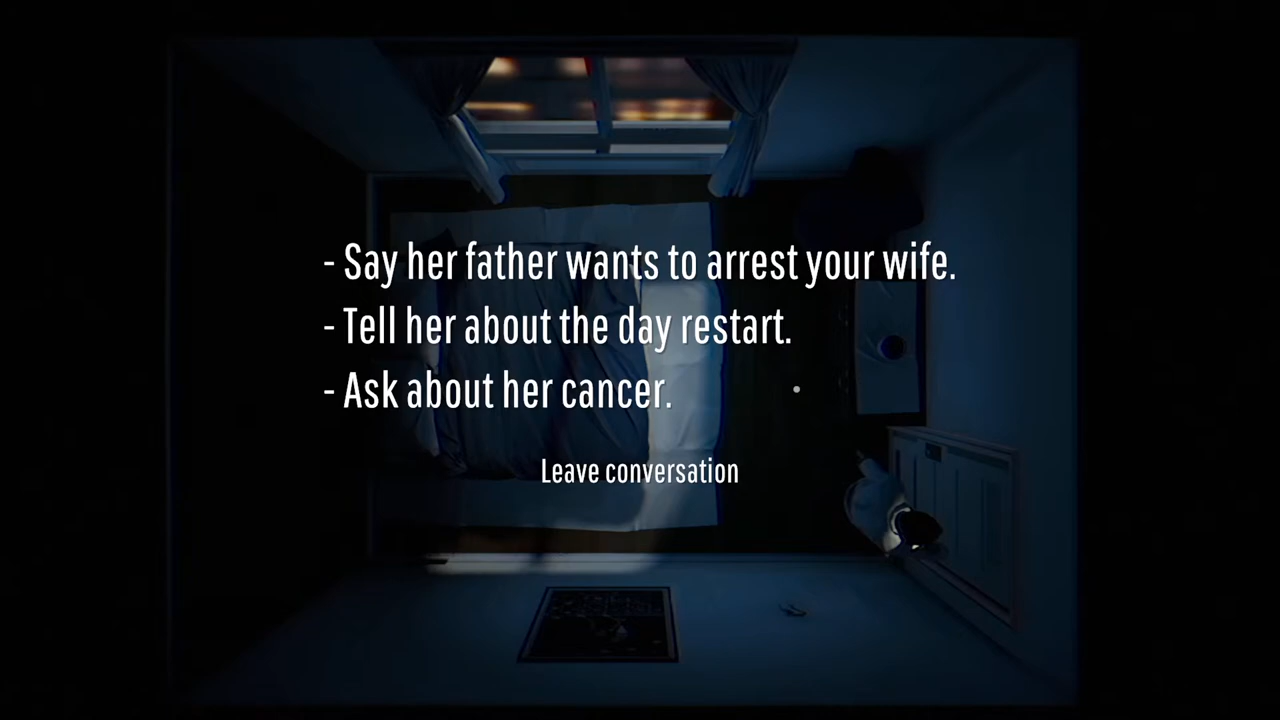 - Say her father wants to arrest your wife.
- Tell her about the day restart.
- Ask about her cancer.
Leave conversation